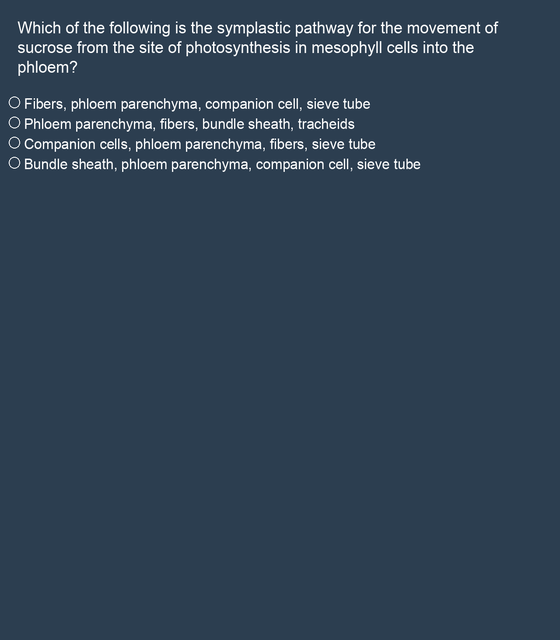 Which of the following is the symplastic pathway for the movement of
sucrose from the site of photosynthesis in mesophyll cells into the
phloem?
Fibers, phloem parenchyma, companion cell, sieve tube
Phloem parenchyma, fibers, bundle sheath, tracheids
Companion cells, phloem parenchyma, fibers, sieve tube
Bundle sheath, phloem parenchyma, companion cell, sieve tube